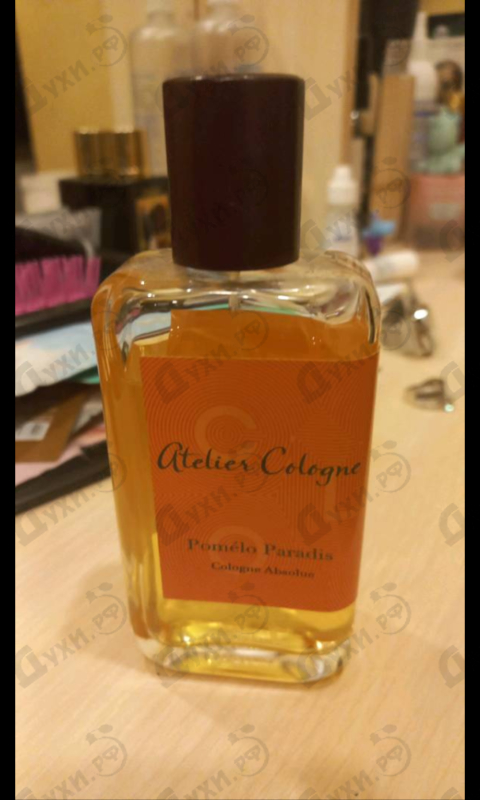 Atelier Cologne
Pomélo Paradis
Cologne Absolue
Духи.рф